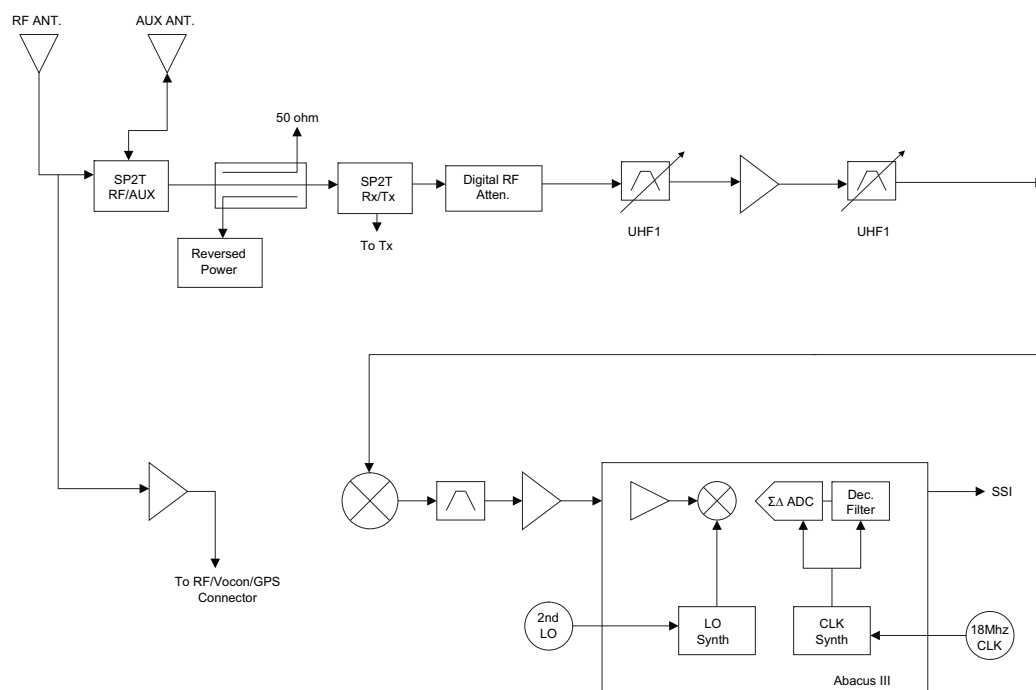 RF ANT.
AUX ANT.
50 ohm
SP2T
RF/AUX
SP2T
Rx/Tx
Digital RF
Atten.
To Tx
UHF1
UHF1
Reversed
Power
ΣΔ ADC
Dec.
Filter
SSI
To RF/Vocon/GPS
Connector
2nd
LO
LO
Synth
CLK
Synth
18Mhz
CLK
Abacus III